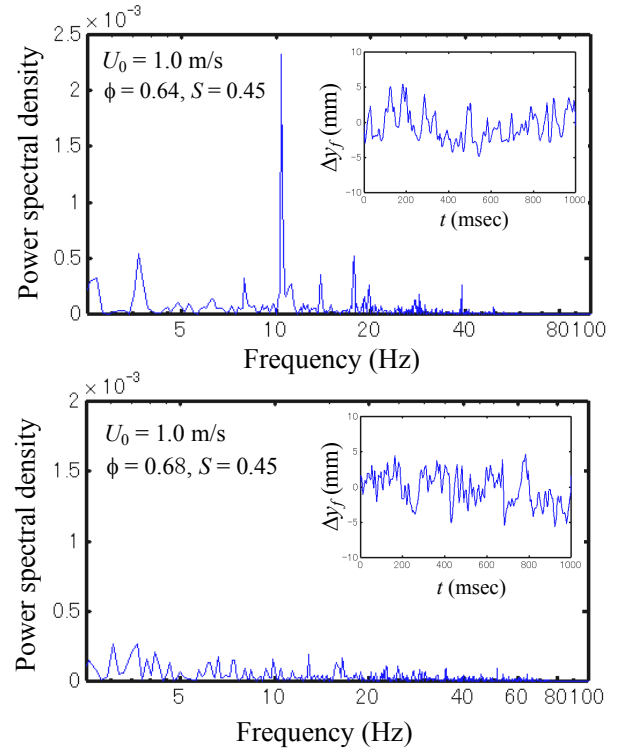 × 10⁻³
2.5
2
1.5
1
0.5
0
Power spectral density
U₀ = 1.0 m/s
ϕ = 0.64, S = 0.45
10
5
0
-5
-10
Δy_f (mm)
0 200 400 600 800 1000
t (msec)
5 10 20 40 80 100
Frequency (Hz)
× 10⁻³
2
1.5
1
0.5
0
Power spectral density
U₀ = 1.0 m/s
ϕ = 0.68, S = 0.45
10
5
0
-5
-10
Δy_f (mm)
0 200 400 600 800 1000
t (msec)
5 10 20 40 80 100
Frequency (Hz)